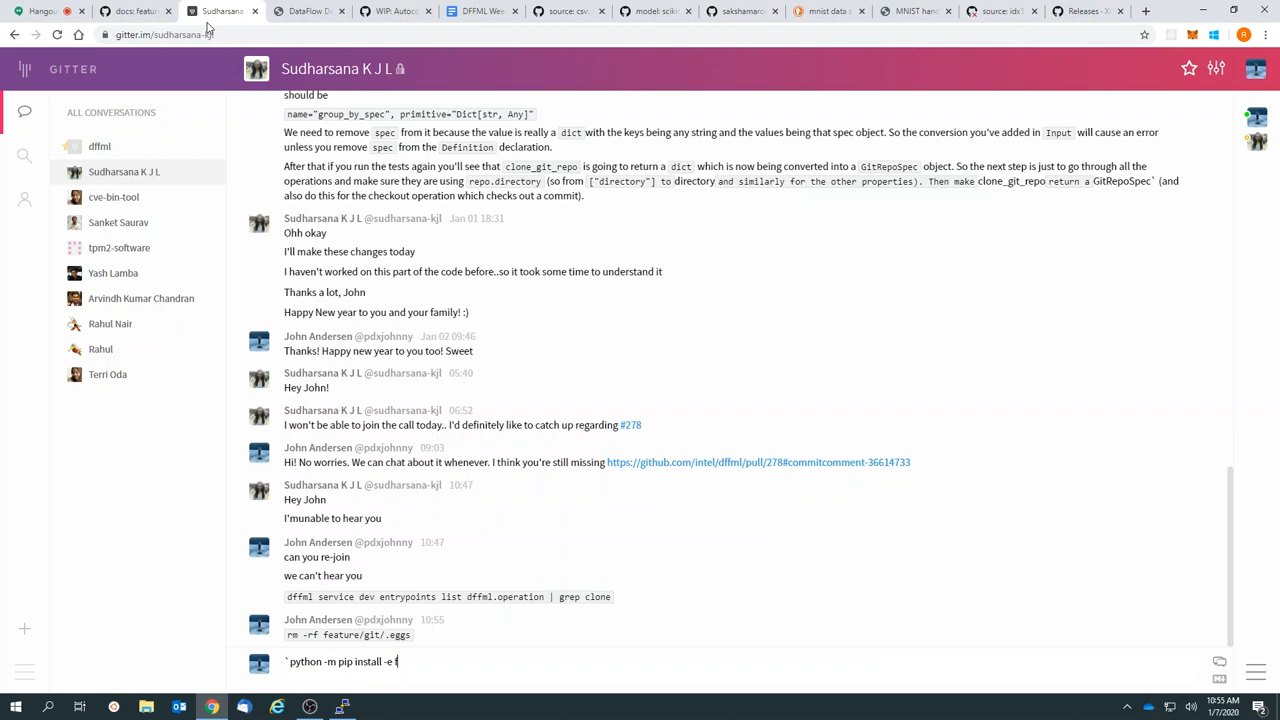 Hangou
docs: featur
Sudharsana
DataFlow De
WIP: Autoco
DFFML Wee
source: csv:
model: scikit
sakshamaro
mnist data a
MNIST hand
source: idx1
Releases - X
gitter.im/sudharsana-kjl
R
GITTER
Sudharsana K J L
ALL CONVERSATIONS
dffml
Sudharsana K J L
cve-bin-tool
Sanket Saurav
tpm2-software
Yash Lamba
Arvindh Kumar Chandran
Rahul Nair
Rahul
Terri Oda
should be
name="group_by_spec", primitive="Dict[str, Any]"
We need to remove spec from it because the value is really a dict with the keys being any string and the values being that spec object. So the conversion you've added in Input will cause an error
unless you remove spec from the Definition declaration.
After that if you run the tests again you'll see that clone_git_repo is going to return a dict which is now being converted into a GitRepoSpec object. So the next step is just to go through all the
operations and make sure they are using repo.directory (so from ["directory"] to directory and similarly for the other properties). Then make clone_git_repo return a GitRepoSpec` (and
also do this for the checkout operation which checks out a commit).
Sudharsana K J L @sudharsana-kjl Jan 01 18:31
Ohh okay
I'll make these changes today
I haven't worked on this part of the code before..so it took some time to understand it
Thanks a lot, John
Happy New year to you and your family! :)
John Andersen @pdxjohnny Jan 02 09:46
Thanks! Happy new year to you too! Sweet
Sudharsana K J L @sudharsana-kjl 05:40
Hey John!
Sudharsana K J L @sudharsana-kjl 06:52
I won't be able to join the call today.. I'd definitely like to catch up regarding #278
John Andersen @pdxjohnny 09:03
Hi! No worries. We can chat about it whenever. I think you're still missing https://github.com/intel/dffml/pull/278#commitcomment-36614733
Sudharsana K J L @sudharsana-kjl 10:47
Hey John
I'munable to hear you
John Andersen @pdxjohnny 10:47
can you re-join
we can't hear you
dffml service dev entrypoints list dffml.operation | grep clone
John Andersen @pdxjohnny 10:55
rm -rf feature/git/.eggs
`python -m pip install -e f
10:55 AM
1/7/2020
2